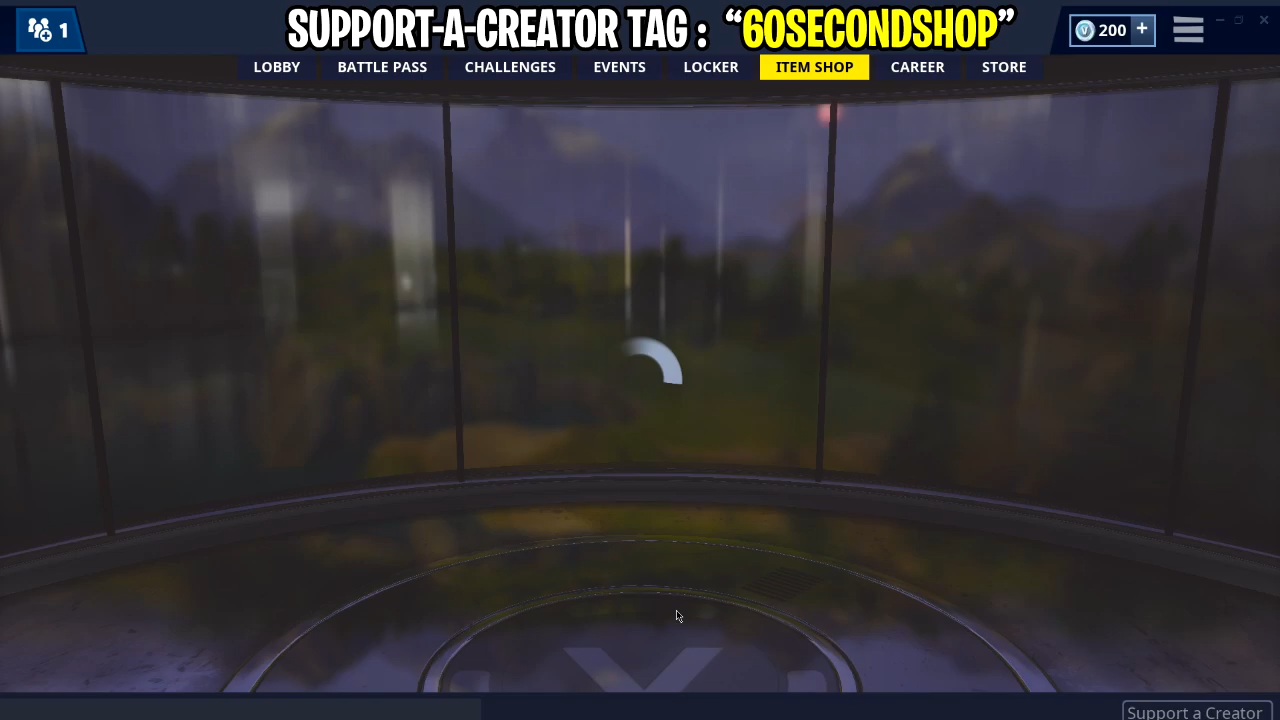 1
SUPPORT-A-CREATOR TAG : “60SECONDSHOP”
200 +
LOBBY BATTLE PASS CHALLENGES EVENTS LOCKER ITEM SHOP CAREER STORE
Support a Creator